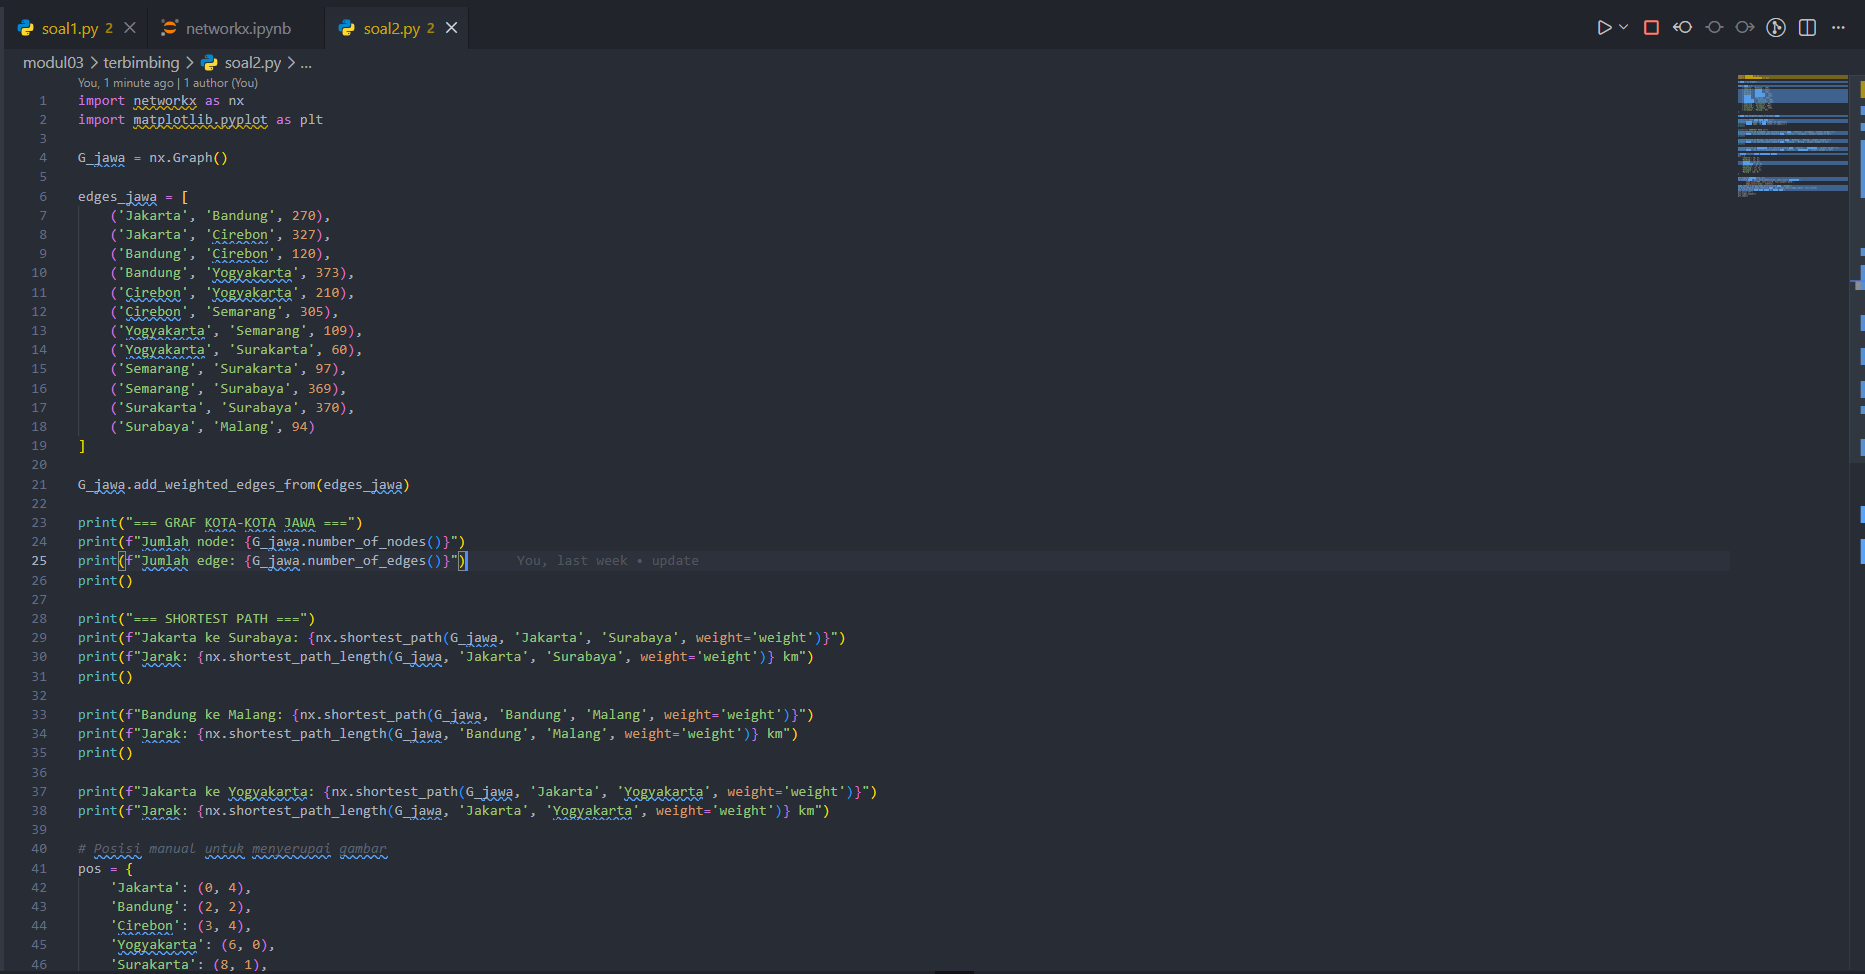 soal1.py 2
networkx.ipynb
soal2.py 2
modul03 > terbimbing > soal2.py > ...
You, 1 minute ago | 1 author (You)
1 import networkx as nx
2 import matplotlib.pyplot as plt
3
4 G_jawa = nx.Graph()
5
6 edges_jawa = [
7 ('Jakarta', 'Bandung', 270),
8 ('Jakarta', 'Cirebon', 327),
9 ('Bandung', 'Cirebon', 120),
10 ('Bandung', 'Yogyakarta', 373),
11 ('Cirebon', 'Yogyakarta', 210),
12 ('Cirebon', 'Semarang', 305),
13 ('Yogyakarta', 'Semarang', 109),
14 ('Yogyakarta', 'Surakarta', 60),
15 ('Semarang', 'Surakarta', 97),
16 ('Semarang', 'Surabaya', 369),
17 ('Surakarta', 'Surabaya', 370),
18 ('Surabaya', 'Malang', 94)
19 ]
20
21 G_jawa.add_weighted_edges_from(edges_jawa)
22
23 print("=== GRAF KOTA-KOTA JAWA ===")
24 print(f"Jumlah node: {G_jawa.number_of_nodes()}")
25 print(f"Jumlah edge: {G_jawa.number_of_edges()}") You, last week • update
26 print()
27
28 print("=== SHORTEST PATH ===")
29 print(f"Jakarta ke Surabaya: {nx.shortest_path(G_jawa, 'Jakarta', 'Surabaya', weight='weight')}")
30 print(f"Jarak: {nx.shortest_path_length(G_jawa, 'Jakarta', 'Surabaya', weight='weight')} km")
31 print()
32
33 print(f"Bandung ke Malang: {nx.shortest_path(G_jawa, 'Bandung', 'Malang', weight='weight')}")
34 print(f"Jarak: {nx.shortest_path_length(G_jawa, 'Bandung', 'Malang', weight='weight')} km")
35 print()
36
37 print(f"Jakarta ke Yogyakarta: {nx.shortest_path(G_jawa, 'Jakarta', 'Yogyakarta', weight='weight')}")
38 print(f"Jarak: {nx.shortest_path_length(G_jawa, 'Jakarta', 'Yogyakarta', weight='weight')} km")
39
40 # Posisi manual untuk menyerupai gambar
41 pos = {
42 'Jakarta': (0, 4),
43 'Bandung': (2, 2),
44 'Cirebon': (3, 4),
45 'Yogyakarta': (6, 0),
46 'Surakarta': (8, 1),